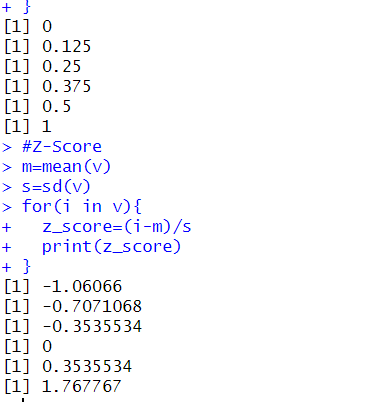 + }
[1] 0
[1] 0.125
[1] 0.25
[1] 0.375
[1] 0.5
[1] 1
> #Z-Score
> m=mean(v)
> s=sd(v)
> for(i in v){
+   z_score=(i-m)/s
+   print(z_score)
+ }
[1] -1.06066
[1] -0.7071068
[1] -0.3535534
[1] 0
[1] 0.3535534
[1] 1.767767